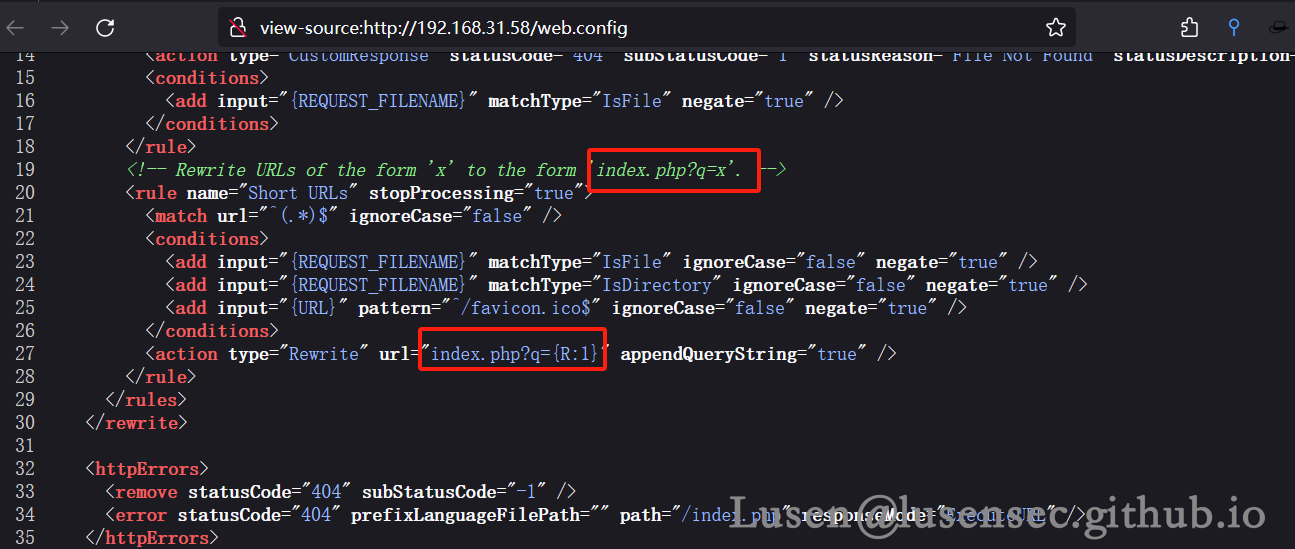 view-source:http://192.168.31.58/web.config
14 <action type="CustomResponse" statusCode="404" subStatusCode="1" statusReason="File Not Found" statusDescription=
15 <conditions>
16 <add input="{REQUEST_FILENAME}" matchType="IsFile" negate="true" />
17 </conditions>
18 </rule>
19 <!-- Rewrite URLs of the form 'x' to the form 'index.php?q=x'. -->
20 <rule name="Short URLs" stopProcessing="true">
21 <match url="^(.*)$" ignoreCase="false" />
22 <conditions>
23 <add input="{REQUEST_FILENAME}" matchType="IsFile" ignoreCase="false" negate="true" />
24 <add input="{REQUEST_FILENAME}" matchType="IsDirectory" ignoreCase="false" negate="true" />
25 <add input="{URL}" pattern="^/favicon.ico$" ignoreCase="false" negate="true" />
26 </conditions>
27 <action type="Rewrite" url="index.php?q={R:1}" appendQueryString="true" />
28 </rule>
29 </rules>
30 </rewrite>
31
32 <httpErrors>
33 <remove statusCode="404" subStatusCode="-1" />
34 <error statusCode="404" prefixLanguageFilePath="" path="/index.php" responseMode="ExecuteURL" />
35 </httpErrors>
Lusen@lusensec.github.io